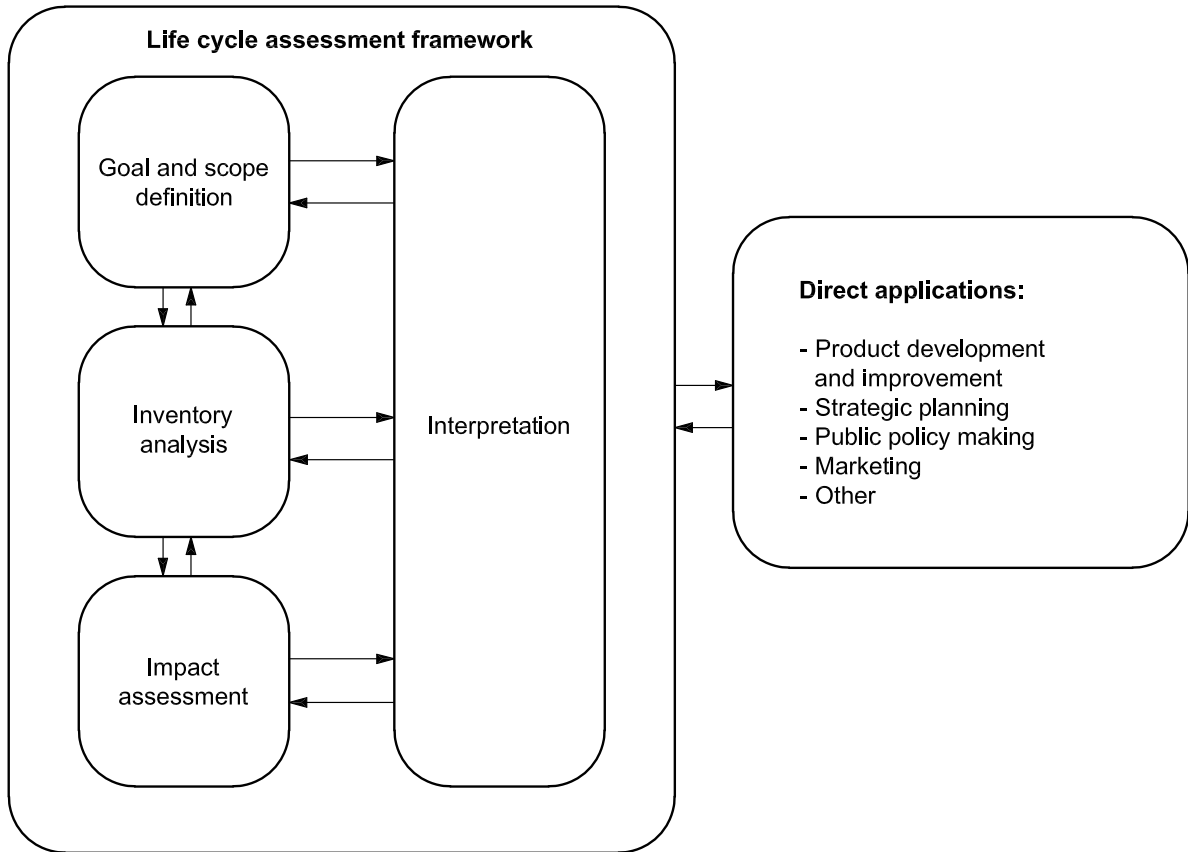 Life cycle assessment framework
Goal and scope
definition
Inventory
analysis
Impact
assessment
Interpretation
Direct applications:
- Product development
and improvement
- Strategic planning
- Public policy making
- Marketing
- Other